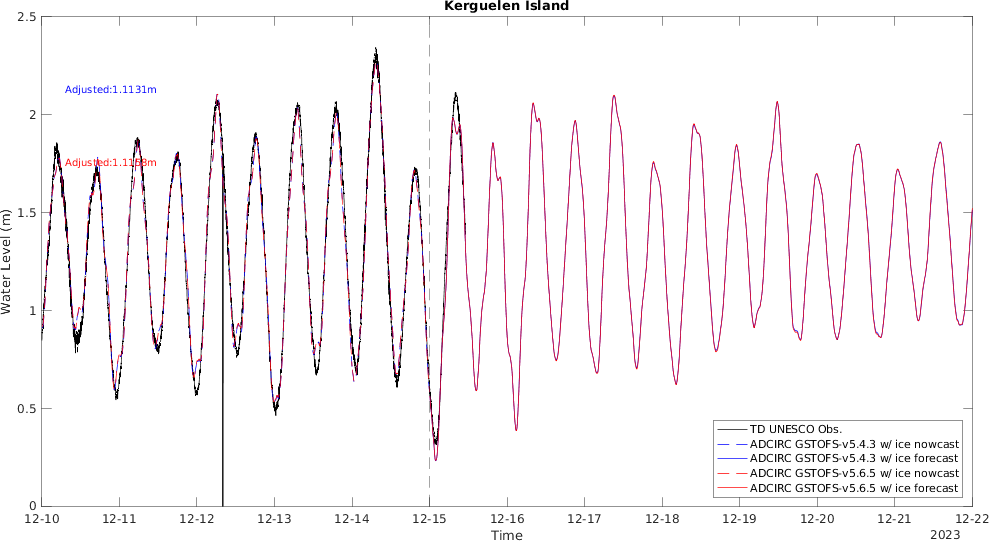 Kerguelen Island
2.5
2
1.5
1
0.5
0
Water Level (m)
Adjusted:1.1131m
Adjusted:1.1158m
TD UNESCO Obs.
ADCIRC GSTOFS-v5.4.3 w/ ice nowcast
ADCIRC GSTOFS-v5.4.3 w/ ice forecast
ADCIRC GSTOFS-v5.6.5 w/ ice nowcast
ADCIRC GSTOFS-v5.6.5 w/ ice forecast
12-10 12-11 12-12 12-13 12-14 12-15 12-16 12-17 12-18 12-19 12-20 12-21 12-22
Time
2023